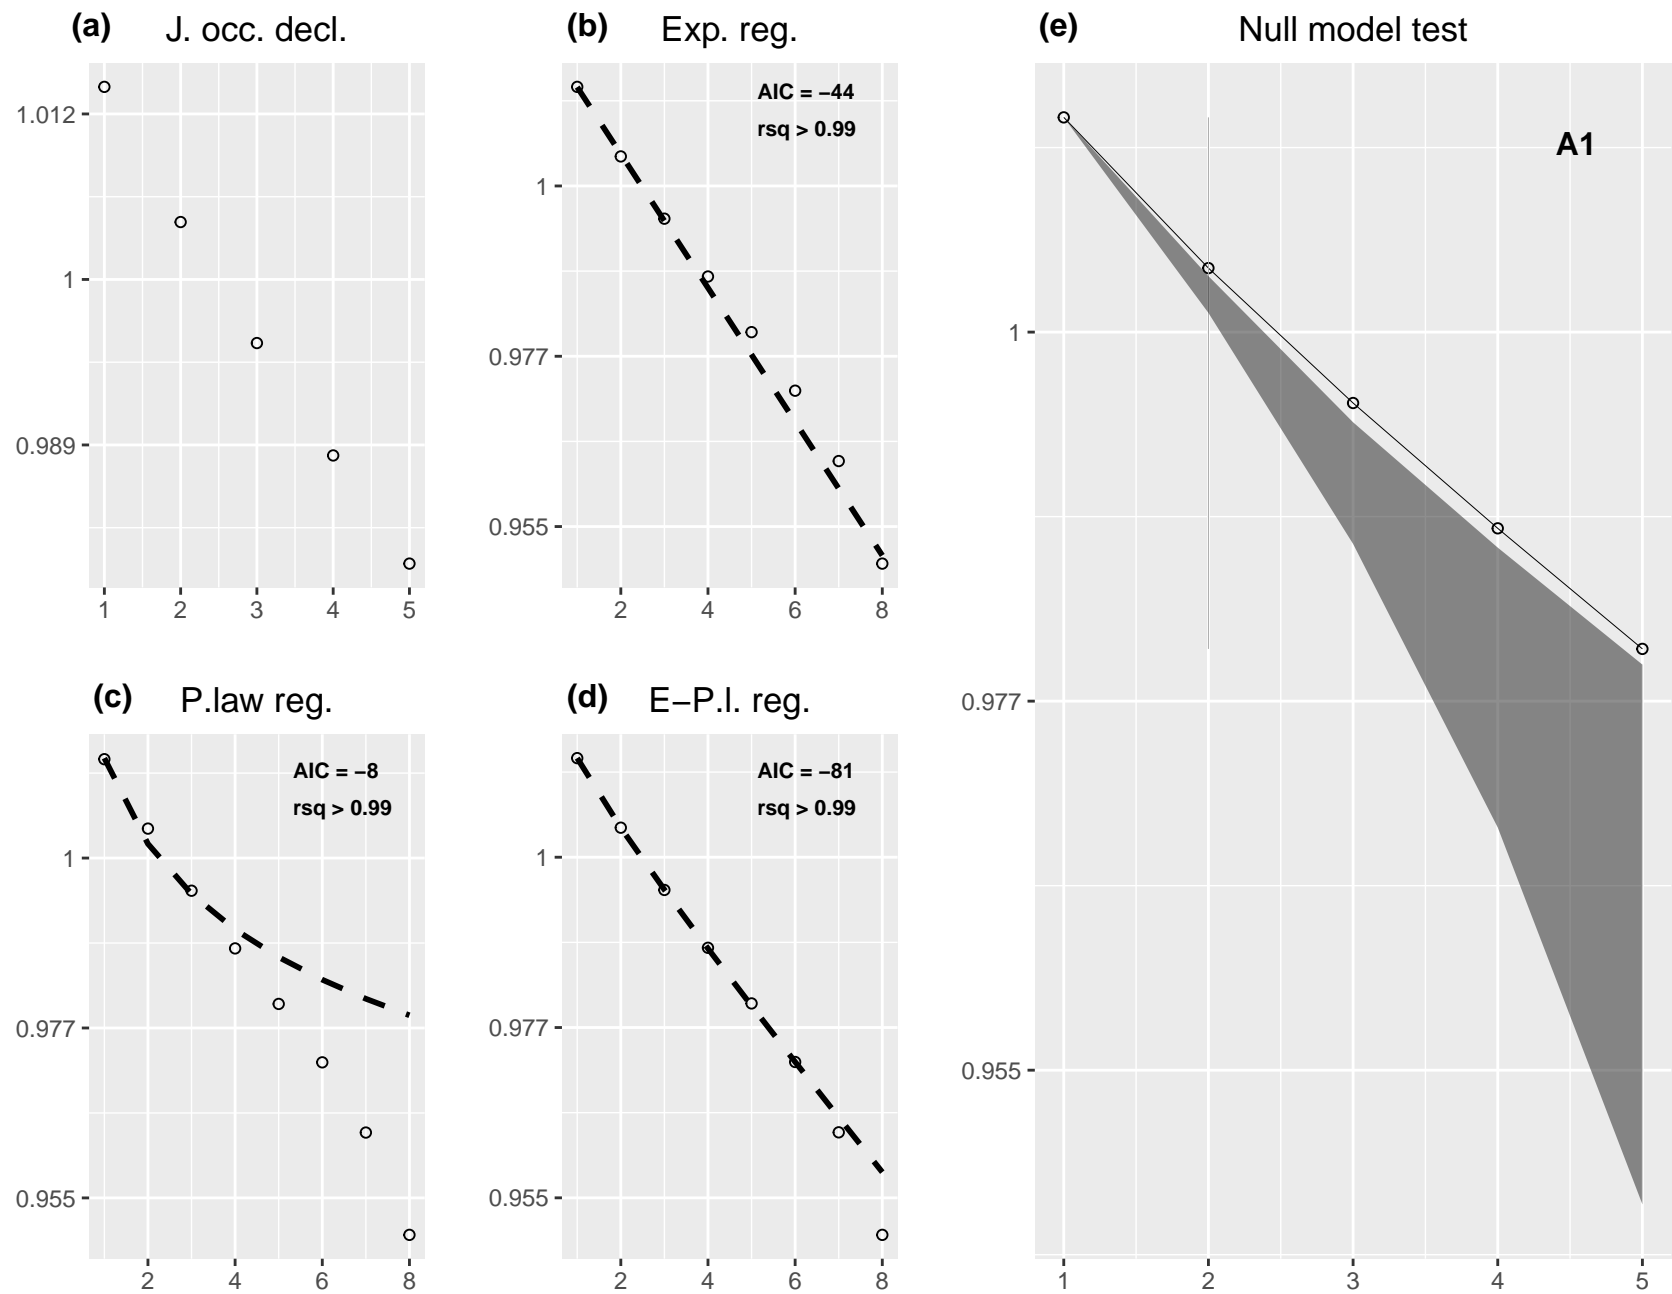 (a) J. occ. decl.
1.012
1
0.989
1 2 3 4 5
(b) Exp. reg.
AIC = −44
rsq > 0.99
1
0.977
0.955
2 4 6 8
(c) P.law reg.
AIC = −8
rsq > 0.99
1
0.977
0.955
2 4 6 8
(d) E−P.l. reg.
AIC = −81
rsq > 0.99
1
0.977
0.955
2 4 6 8
(e) Null model test
A1
1
0.977
0.955
1 2 3 4 5